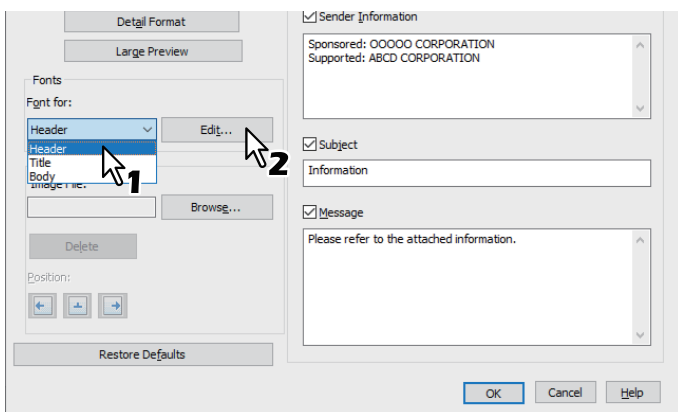 Detail Format
Large Preview
Fonts
Font for:
Header
Edit...
Header
Title
Body
1
2
Image File:
Browse...
Delete
Position:
Restore Defaults
Sender Information
Sponsored: OOOOO CORPORATION
Supported: ABCD CORPORATION
Subject
Information
Message
Please refer to the attached information.
OK
Cancel
Help